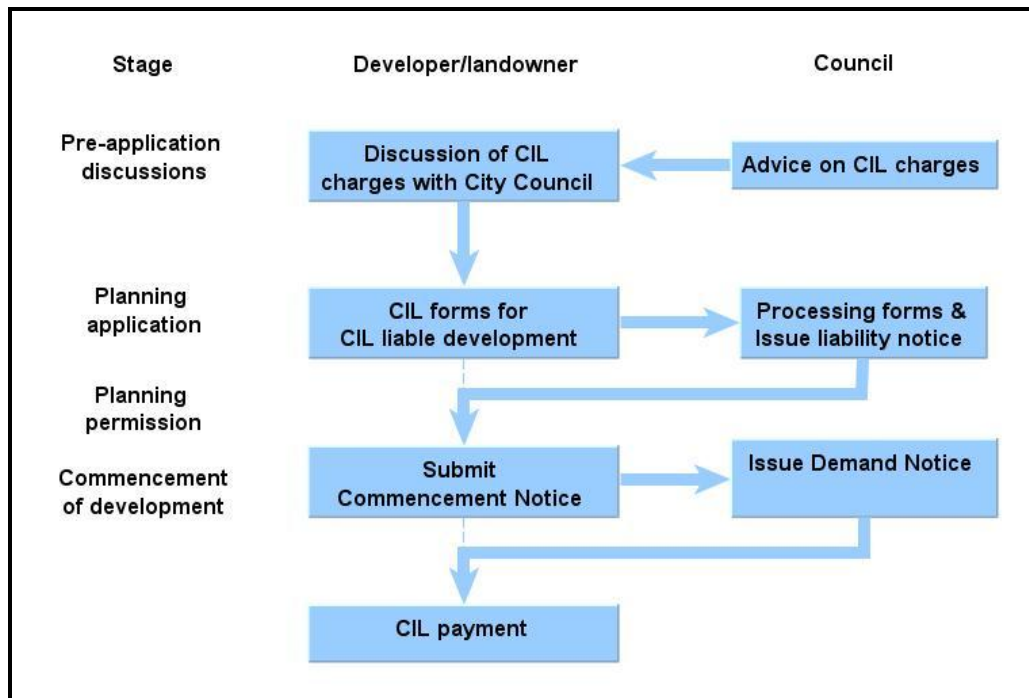 Stage
Developer/landowner
Council
Pre-application
discussions
Discussion of CIL
charges with City Council
Advice on CIL charges
Planning
application
CIL forms for
CIL liable development
Processing forms &
Issue liability notice
Planning
permission
Commencement
of development
Submit
Commencement Notice
Issue Demand Notice
CIL payment